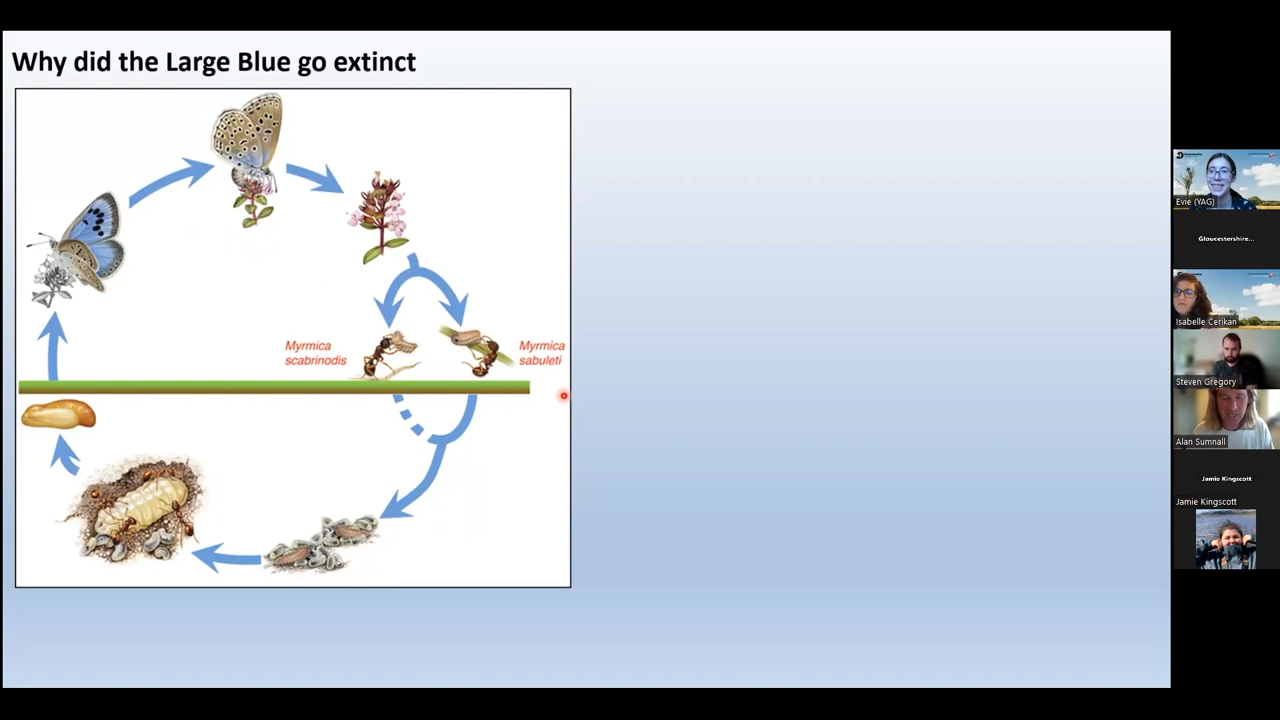 Why did the Large Blue go extinct
Myrmica
scabrinodis
Myrmica
sabuleti
Evie (YAG)
Gloucestershire...
Isabelle Cerikan
Steven Gregory
Alan Sumnall
Jamie Kingscott
Jamie Kingscott